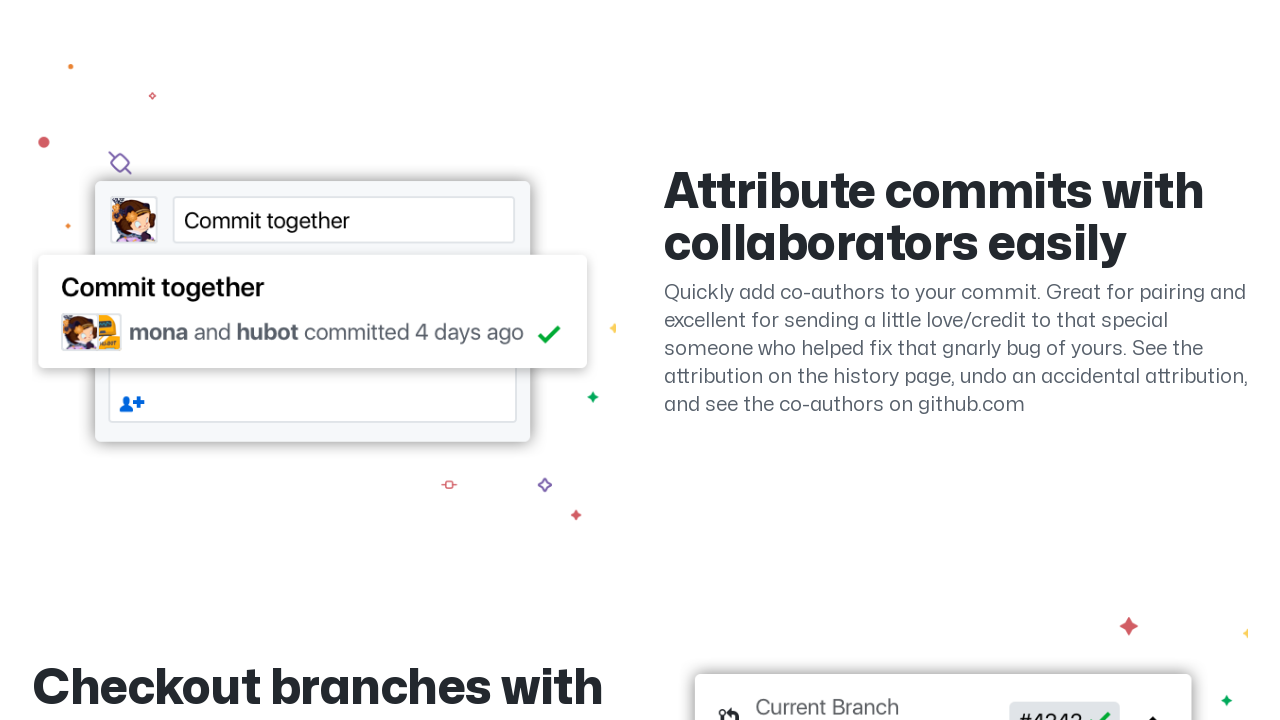 Commit together
Commit together
mona and hubot committed 4 days ago
Attribute commits with
collaborators easily
Quickly add co-authors to your commit. Great for pairing and
excellent for sending a little love/credit to that special
someone who helped fix that gnarly bug of yours. See the
attribution on the history page, undo an accidental attribution,
and see the co-authors on github.com
Checkout branches with
Current Branch
#4242